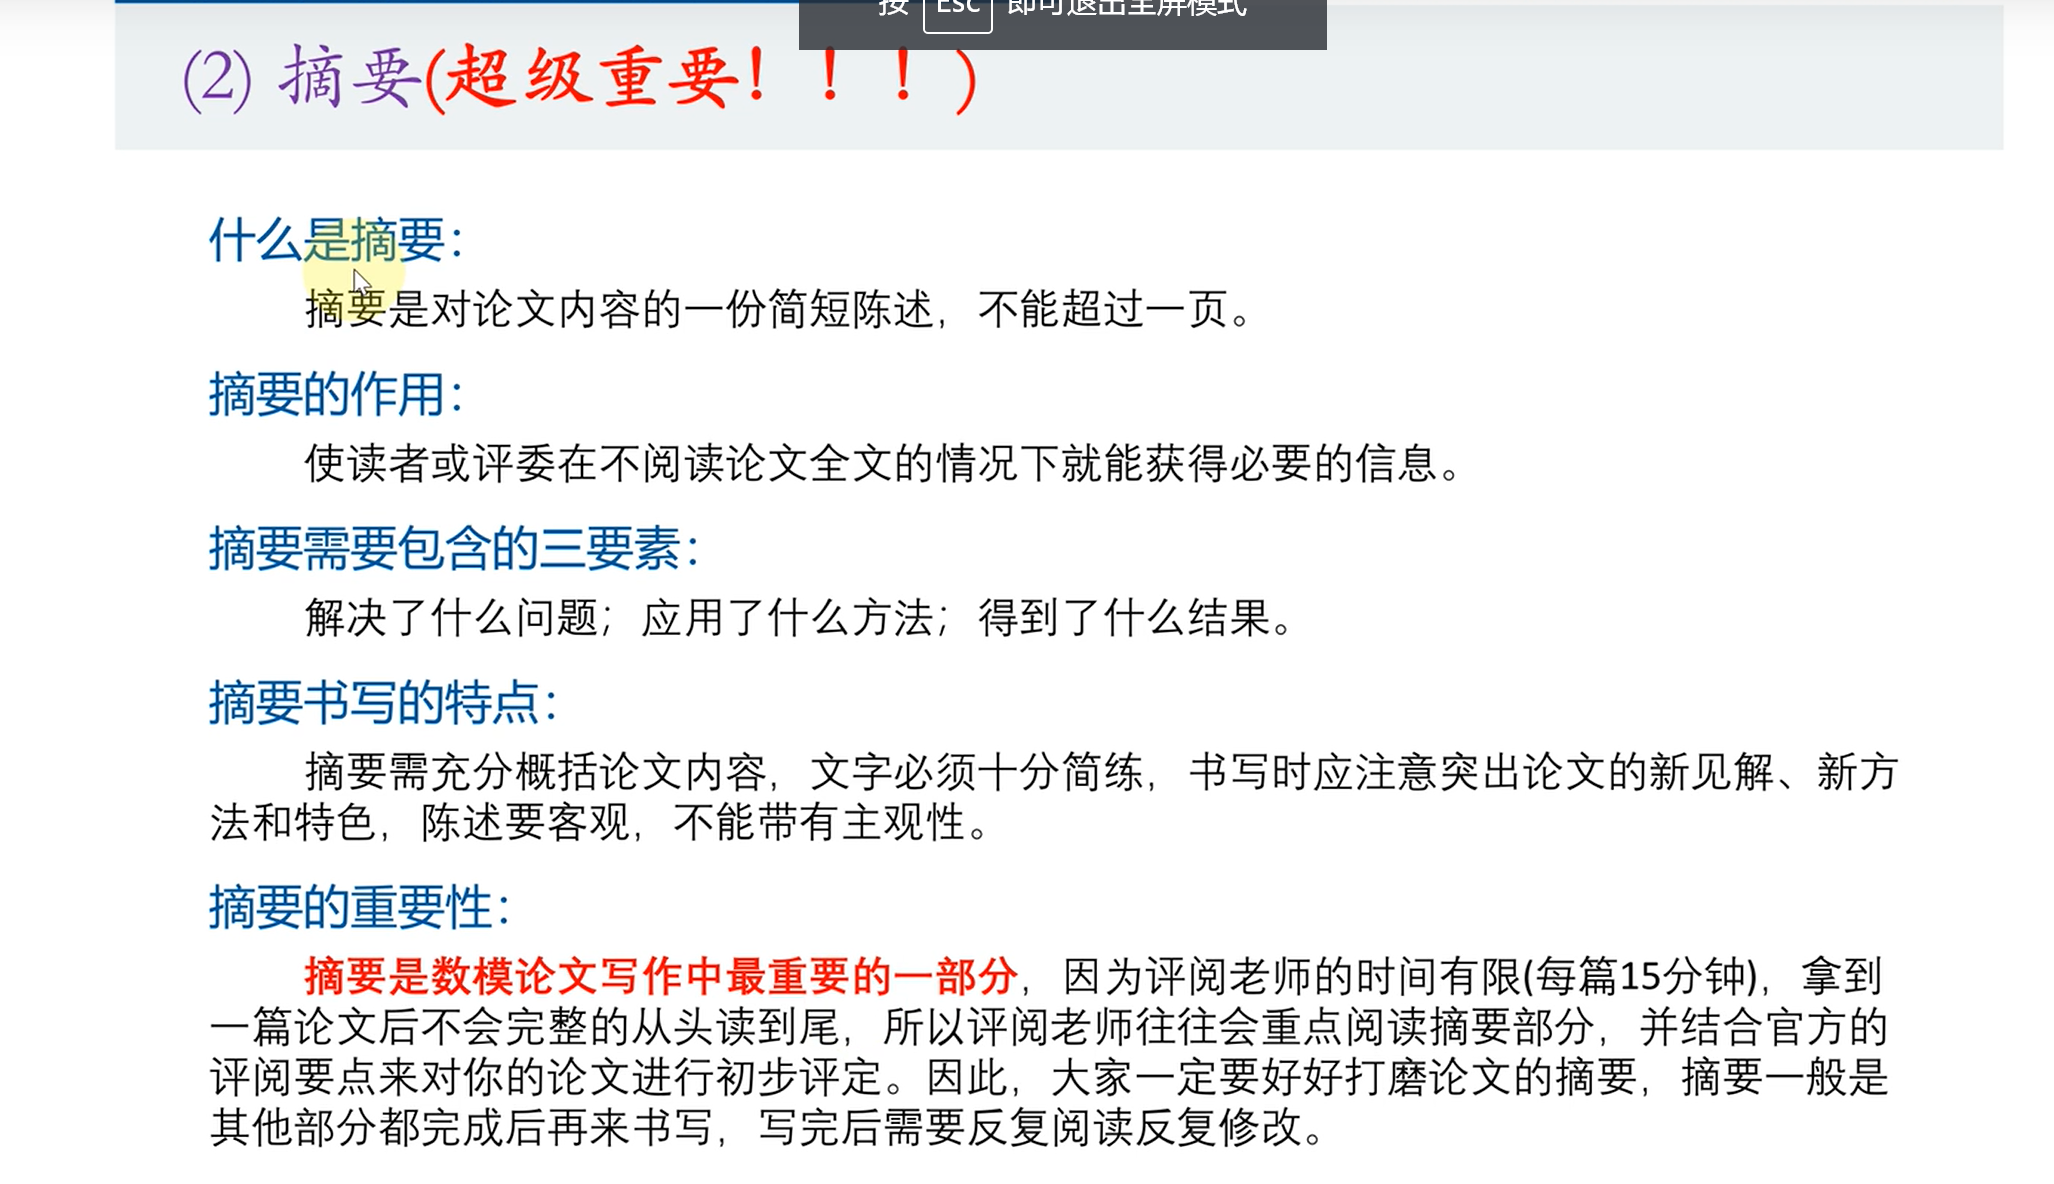 按 Esc 即可退出全屏模式
(2) 摘要(超级重要！！！)
什么是摘要：
摘要是对论文内容的一份简短陈述，不能超过一页。
摘要的作用：
使读者或评委在不阅读论文全文的情况下就能获得必要的信息。
摘要需要包含的三要素：
解决了什么问题；应用了什么方法；得到了什么结果。
摘要书写的特点：
摘要需充分概括论文内容，文字必须十分简练，书写时应注意突出论文的新见解、新方
法和特色，陈述要客观，不能带有主观性。
摘要的重要性：
摘要是数模论文写作中最重要的一部分，因为评阅老师的时间有限(每篇15分钟)，拿到
一篇论文后不会完整的从头读到尾，所以评阅老师往往会重点阅读摘要部分，并结合官方的
评阅要点来对你的论文进行初步评定。因此，大家一定要好好打磨论文的摘要，摘要一般是
其他部分都完成后再来书写，写完后需要反复阅读反复修改。